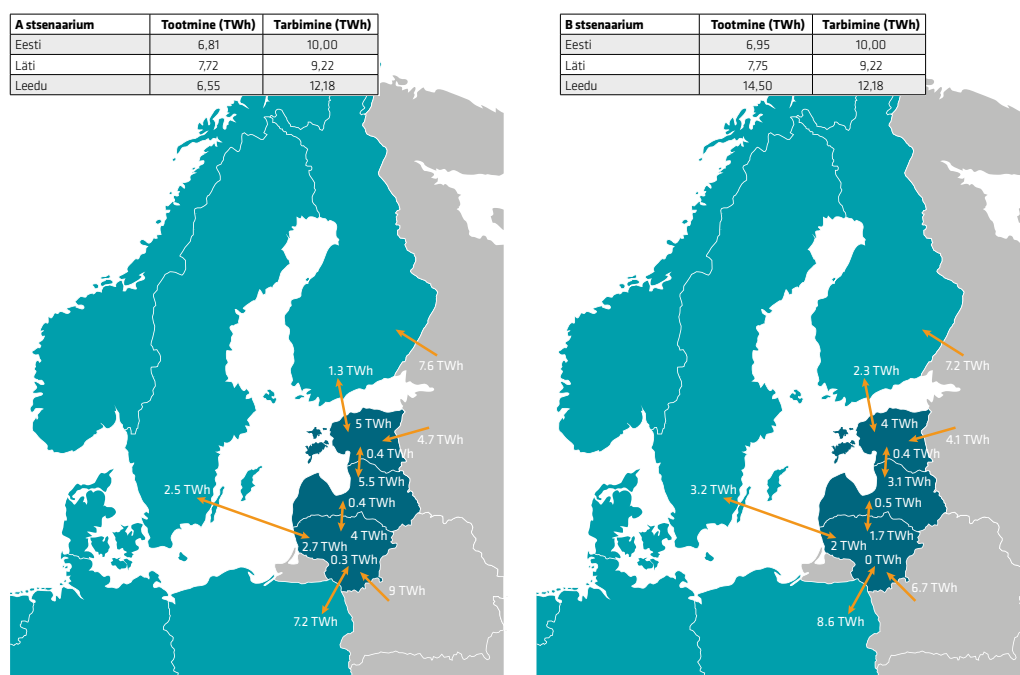 A stsenaarium Tootmine (TWh) Tarbimine (TWh)
Eesti 6,81 10,00
Läti 7,72 9,22
Leedu 6,55 12,18
7.6 TWh
1.3 TWh
5 TWh
4.7 TWh
0.4 TWh
5.5 TWh
2.5 TWh
0.4 TWh
4 TWh
2.7 TWh
0.3 TWh
9 TWh
7.2 TWh
B stsenaarium Tootmine (TWh) Tarbimine (TWh)
Eesti 6,95 10,00
Läti 7,75 9,22
Leedu 14,50 12,18
7.2 TWh
2.3 TWh
4 TWh
4.1 TWh
0.4 TWh
3.1 TWh
3.2 TWh
0.5 TWh
1.7 TWh
2 TWh
0 TWh
6.7 TWh
8.6 TWh